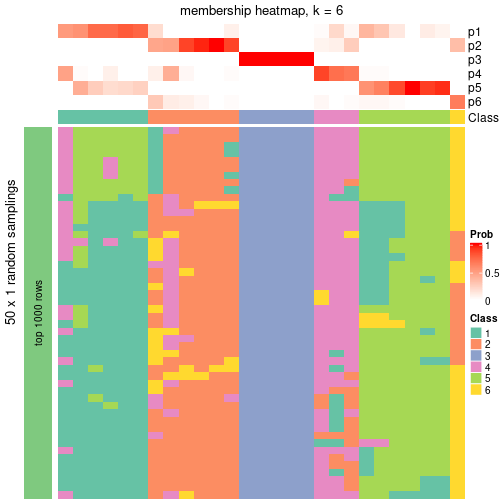 membership heatmap, k = 6
p1
p2
p3
p4
p5
p6
Class
50 x 1 random samplings
top 1000 rows
Prob
1
0.5
0
Class
1
2
3
4
5
6